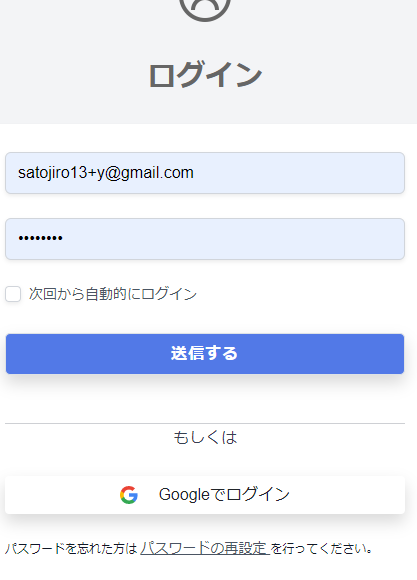 ログイン
satojiro13+y@gmail.com
••••••••
次回から自動的にログイン
送信する
もしくは
Googleでログイン
パスワードを忘れた方は パスワードの再設定 を行ってください。